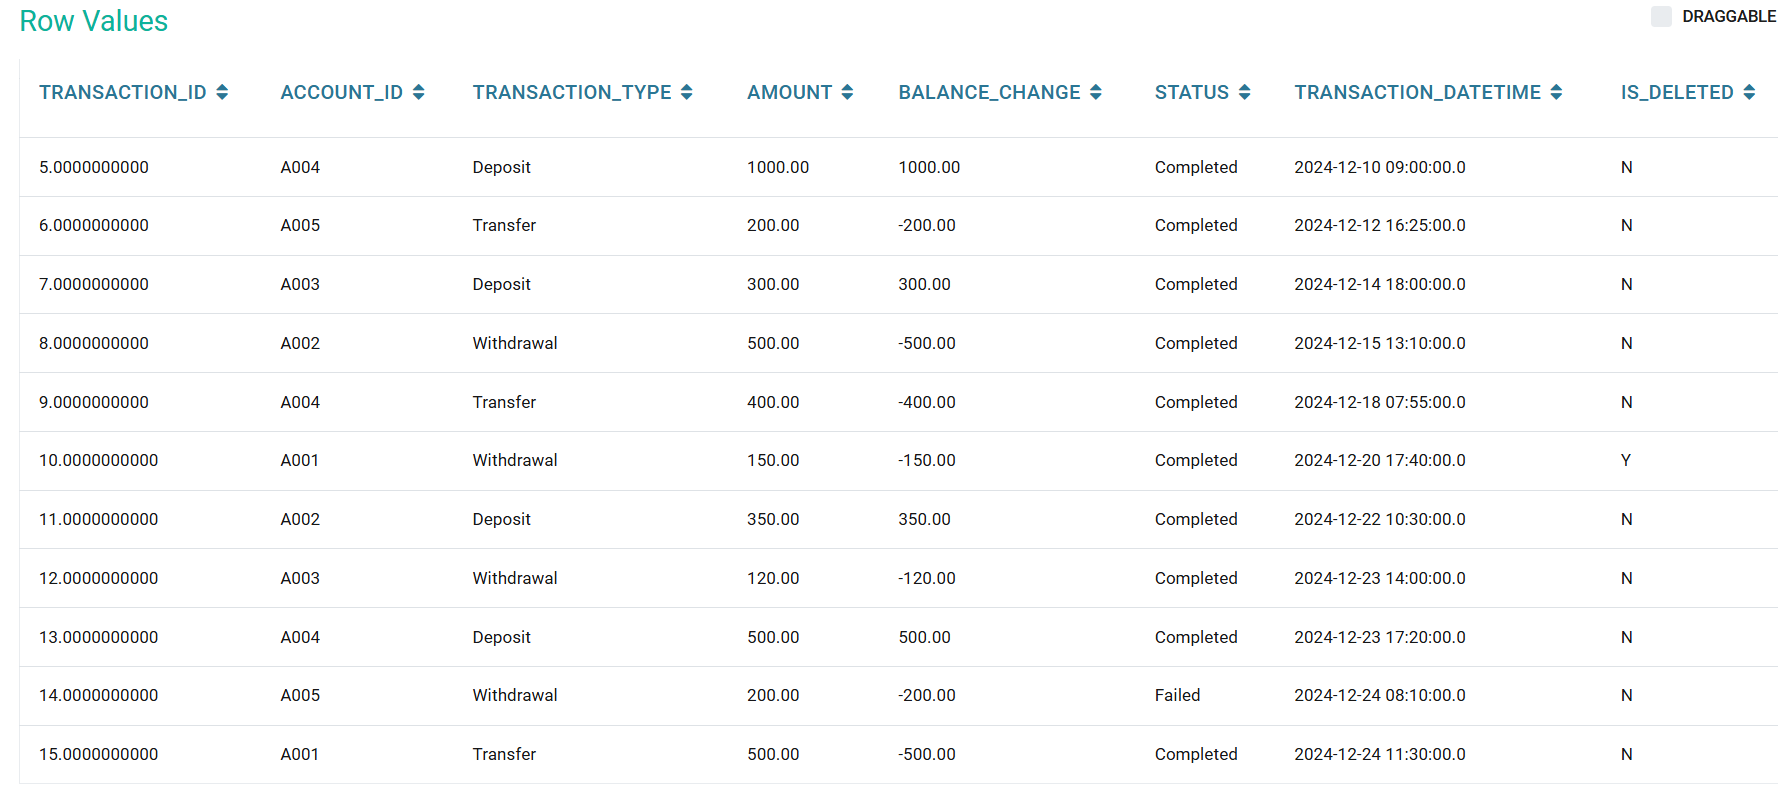 Row Values
DRAGGABLE
TRANSACTION_ID ACCOUNT_ID TRANSACTION_TYPE AMOUNT BALANCE_CHANGE STATUS TRANSACTION_DATETIME IS_DELETED
5.0000000000 A004 Deposit 1000.00 1000.00 Completed 2024-12-10 09:00:00.0 N
6.0000000000 A005 Transfer 200.00 -200.00 Completed 2024-12-12 16:25:00.0 N
7.0000000000 A003 Deposit 300.00 300.00 Completed 2024-12-14 18:00:00.0 N
8.0000000000 A002 Withdrawal 500.00 -500.00 Completed 2024-12-15 13:10:00.0 N
9.0000000000 A004 Transfer 400.00 -400.00 Completed 2024-12-18 07:55:00.0 N
10.0000000000 A001 Withdrawal 150.00 -150.00 Completed 2024-12-20 17:40:00.0 Y
11.0000000000 A002 Deposit 350.00 350.00 Completed 2024-12-22 10:30:00.0 N
12.0000000000 A003 Withdrawal 120.00 -120.00 Completed 2024-12-23 14:00:00.0 N
13.0000000000 A004 Deposit 500.00 500.00 Completed 2024-12-23 17:20:00.0 N
14.0000000000 A005 Withdrawal 200.00 -200.00 Failed 2024-12-24 08:10:00.0 N
15.0000000000 A001 Transfer 500.00 -500.00 Completed 2024-12-24 11:30:00.0 N